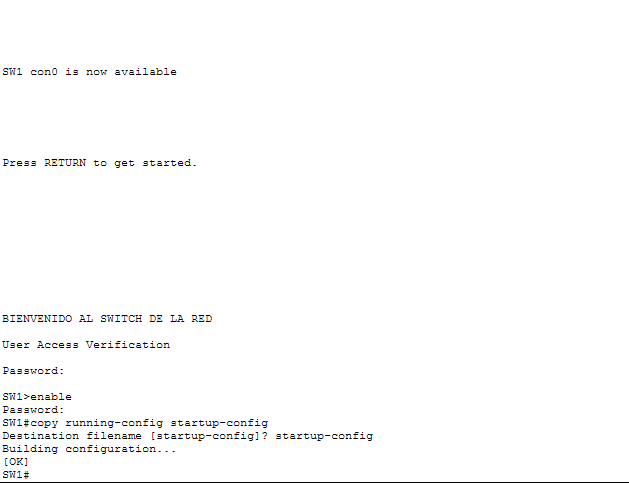 SW1 con0 is now available
Press RETURN to get started.
BIENVENIDO AL SWITCH DE LA RED
User Access Verification
Password:
SW1>enable
Password:
SW1#copy running-config startup-config
Destination filename [startup-config]? startup-config
Building configuration...
[OK]
SW1#